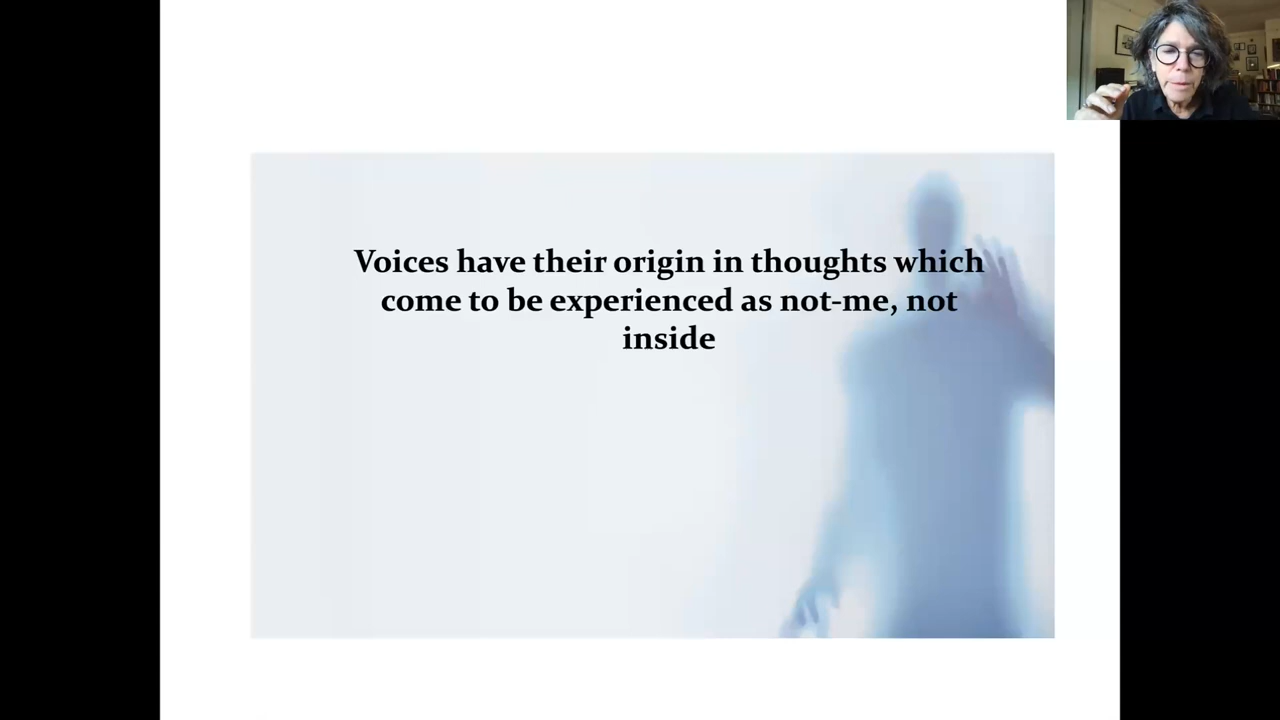 Voices have their origin in thoughts which
come to be experienced as not-me, not
inside